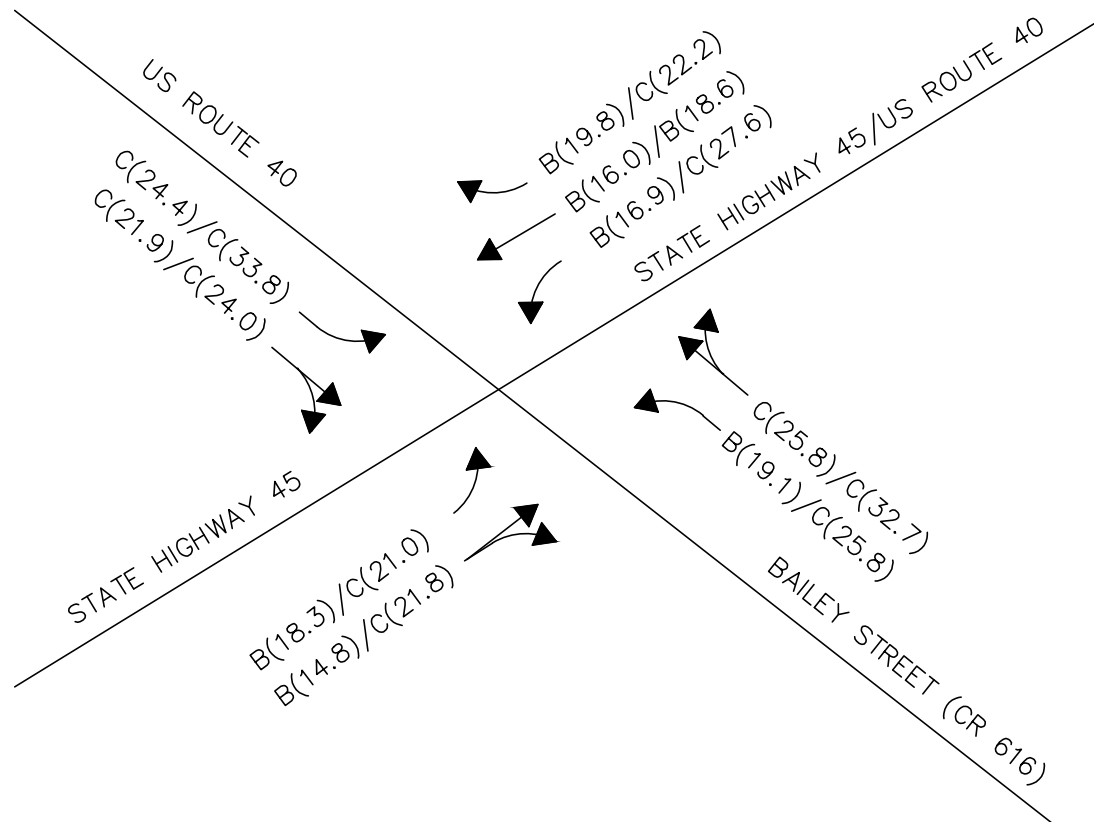 US ROUTE 40
C(24.4)/C(33.8)
C(21.9)/C(24.0)
B(19.8)/C(22.2)
B(16.0)/B(18.6)
B(16.9)/C(27.6)
STATE HIGHWAY 45/US ROUTE 40
C(25.8)/C(32.7)
B(19.1)/C(25.8)
STATE HIGHWAY 45
B(18.3)/C(21.0)
B(14.8)/C(21.8)
BAILEY STREET (CR 616)